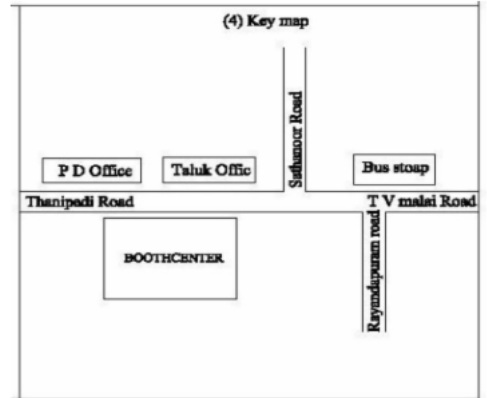 (4) Key map
Sathanoor Road
P D Office
Taluk Offic
Bus stoap
Thanipadi Road
T V malai Road
BOOTHCENTER
Rayandapuram road